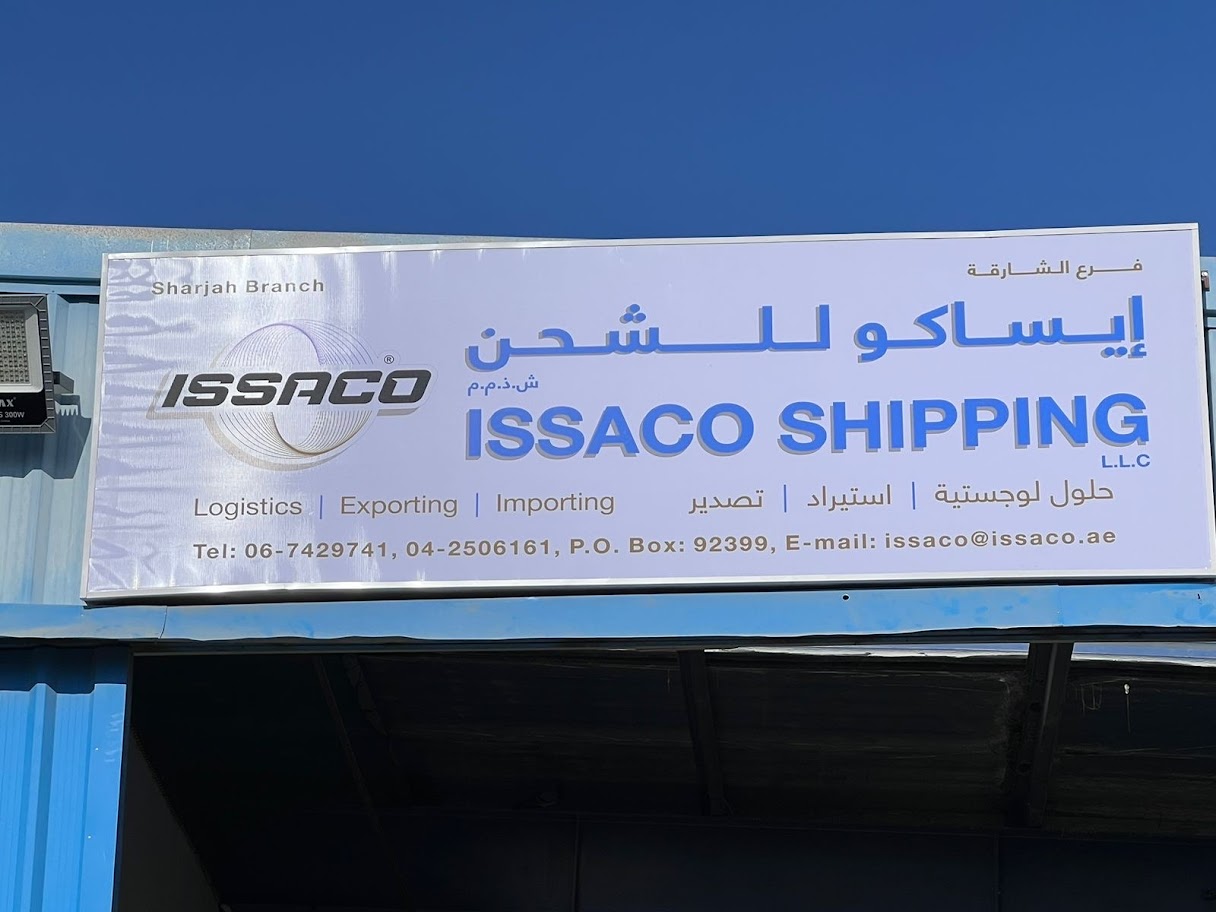 Sharjah Branch
فرع الشارقة
ISSACO®
إيساكو للشحن
ش.ذ.م.م
ISSACO SHIPPING
L.L.C
Logistics | Exporting | Importing
حلول لوجستية | استيراد | تصدير
Tel: 06-7429741, 04-2506161, P.O. Box: 92399, E-mail: issaco@issaco.ae
300W